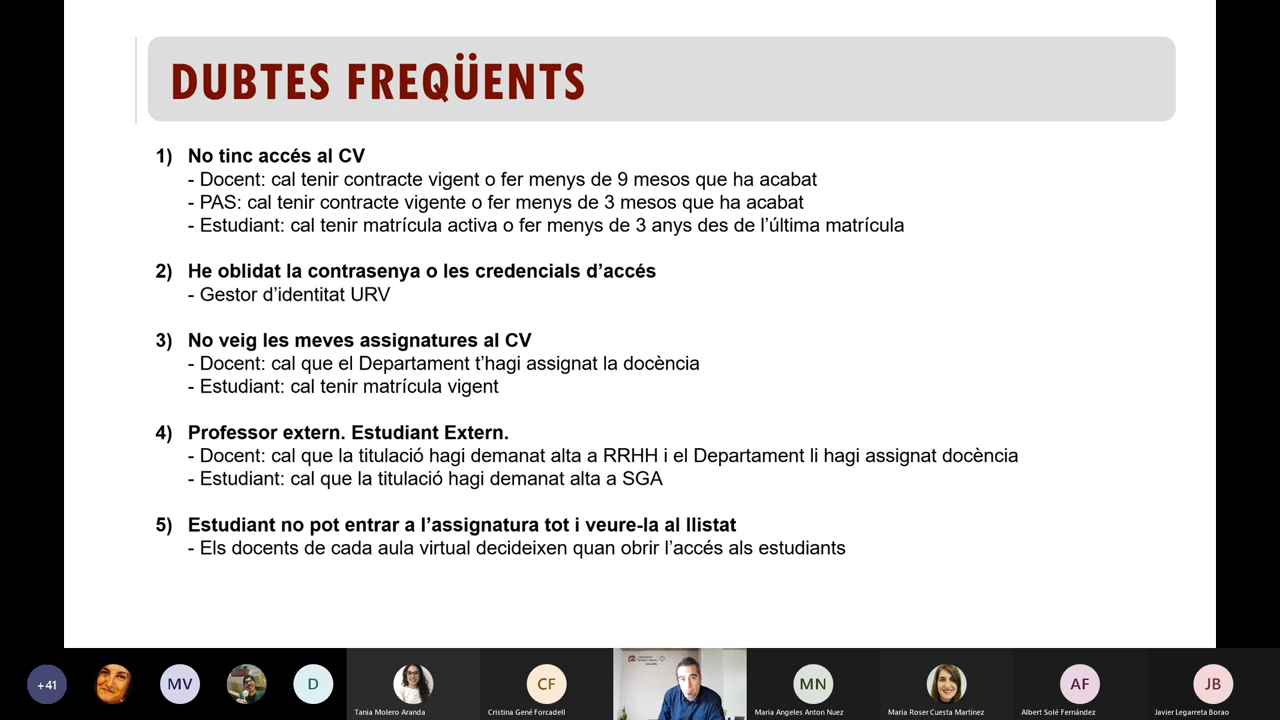 DUBTES FREQÜENTS
1) No tinc accés al CV
- Docent: cal tenir contracte vigent o fer menys de 9 mesos que ha acabat
- PAS: cal tenir contracte vigente o fer menys de 3 mesos que ha acabat
- Estudiant: cal tenir matrícula activa o fer menys de 3 anys des de l’última matrícula
2) He oblidat la contrasenya o les credencials d’accés
- Gestor d’identitat URV
3) No veig les meves assignatures al CV
- Docent: cal que el Departament t’hagi assignat la docència
- Estudiant: cal tenir matrícula vigent
4) Professor extern. Estudiant Extern.
- Docent: cal que la titulació hagi demanat alta a RRHH i el Departament li hagi assignat docència
- Estudiant: cal que la titulació hagi demanat alta a SGA
5) Estudiant no pot entrar a l’assignatura tot i veure-la al llistat
- Els docents de cada aula virtual decideixen quan obrir l’accés als estudiants
+41
MV
D
CF
MN
AF
JB
Tania Molero Aranda
Cristina Gené Forcadell
Maria Angeles Anton Nuez
Maria Roser Cuesta Martínez
Albert Solé Fernández
Javier Legarreta Borao